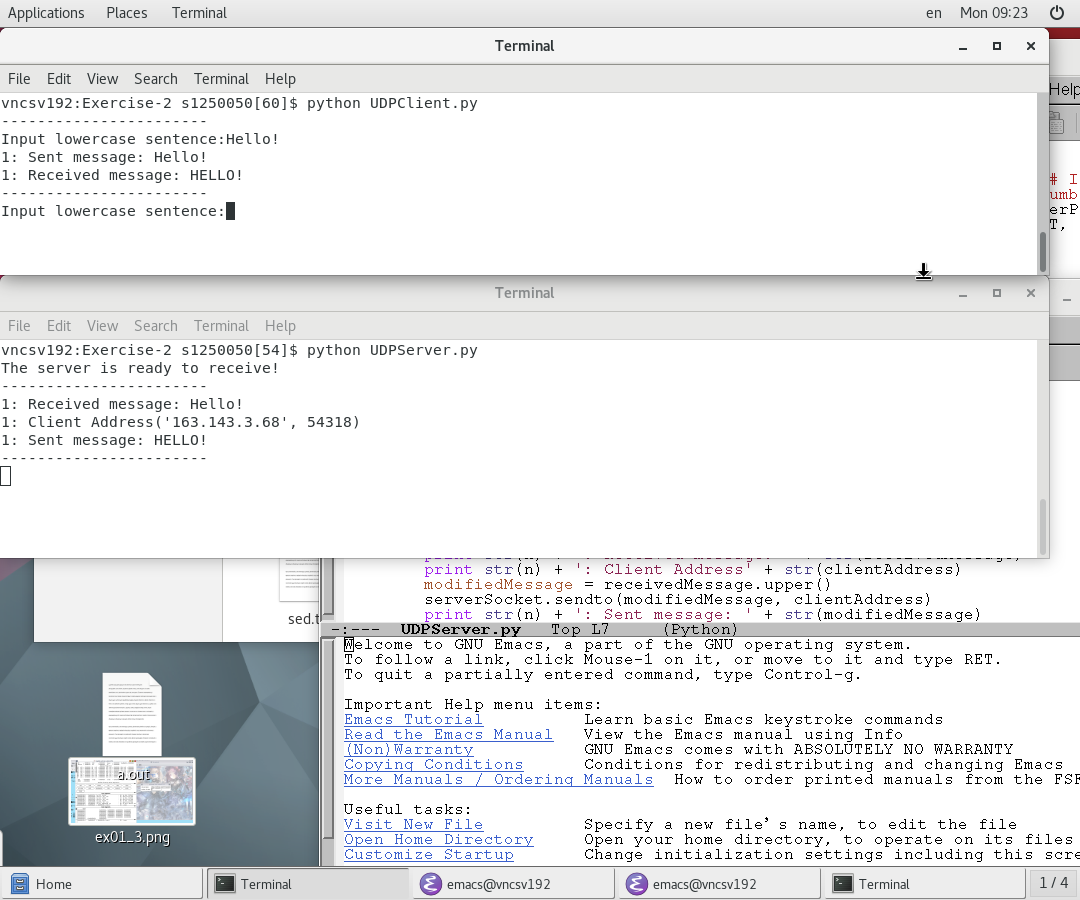 Applications Places Terminal en Mon 09:23
Terminal
File Edit View Search Terminal Help
Help
vncsv192:Exercise-2 s1250050[60]$ python UDPClient.py
-----------------------
Input lowercase sentence:Hello!
1: Sent message: Hello!
1: Received message: HELLO!
-----------------------
Input lowercase sentence:
# I
umb
erP
T,
Terminal
File Edit View Search Terminal Help
vncsv192:Exercise-2 s1250050[54]$ python UDPServer.py
The server is ready to receive!
-----------------------
1: Received message: Hello!
1: Client Address('163.143.3.68', 54318)
1: Sent message: HELLO!
-----------------------
print str(n) + ': Client Address' + str(clientAddress)
modifiedMessage = receivedMessage.upper()
serverSocket.sendto(modifiedMessage, clientAddress)
print str(n) + ': Sent message: ' + str(modifiedMessage)
sed.t
-:--- UDPServer.py Top L7 (Python)
Welcome to GNU Emacs, a part of the GNU operating system.
To follow a link, click Mouse-1 on it, or move to it and type RET.
To quit a partially entered command, type Control-g.
Important Help menu items:
Emacs Tutorial Learn basic Emacs keystroke commands
Read the Emacs Manual View the Emacs manual using Info
(Non)Warranty GNU Emacs comes with ABSOLUTELY NO WARRANTY
Copying Conditions Conditions for redistributing and changing Emacs
More Manuals / Ordering Manuals How to order printed manuals from the FSF
Useful tasks:
Visit New File Specify a new file's name, to edit the file
Open Home Directory Open your home directory, to operate on its files
Customize Startup Change initialization settings including this scre
a.out
ex01_3.png
Home Terminal emacs@vncsv192 emacs@vncsv192 Terminal 1 / 4